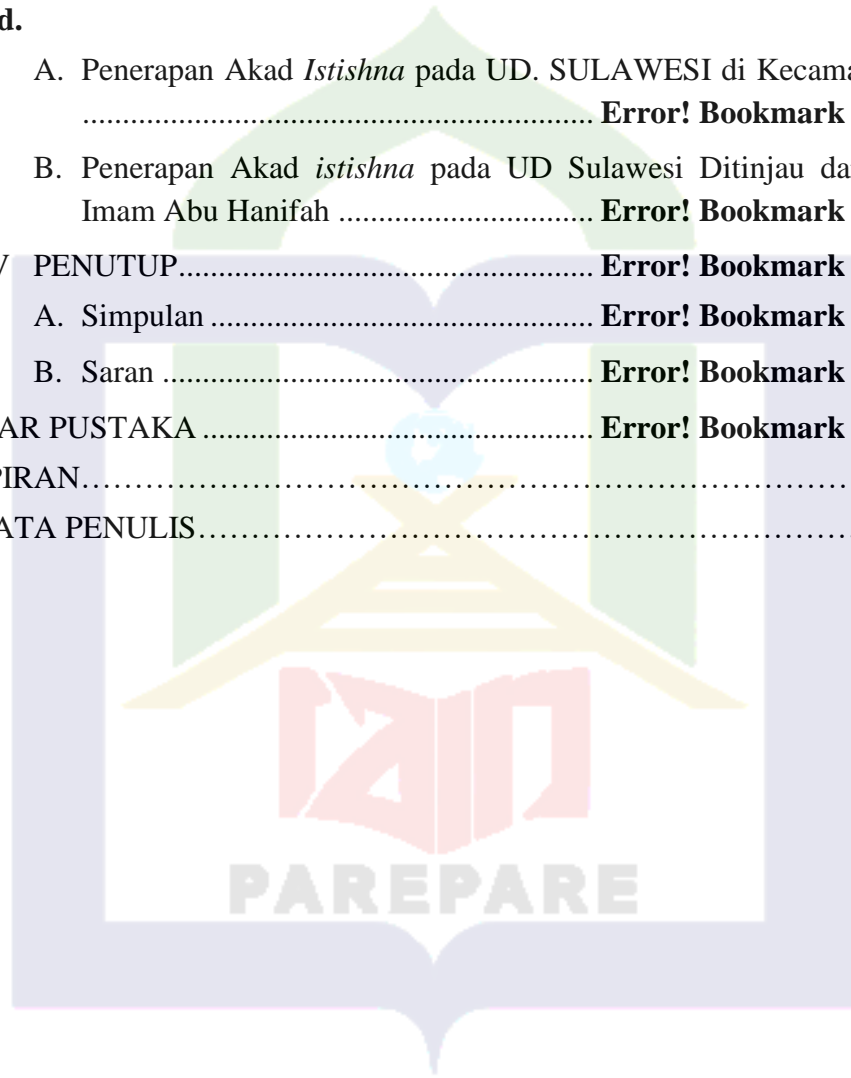 d.
A. Penerapan Akad Istishna pada UD. SULAWESI di Kecama
........................................................ Error! Bookmark
B. Penerapan Akad istishna pada UD Sulawesi Ditinjau da
Imam Abu Hanifah ................................ Error! Bookmark
V PENUTUP................................................... Error! Bookmark
A. Simpulan ............................................... Error! Bookmark
B. Saran ..................................................... Error! Bookmark
AR PUSTAKA ................................................ Error! Bookmark
PIRAN……………………………………………………………
ATA PENULIS……………………………………………………
iain
PAREPARE